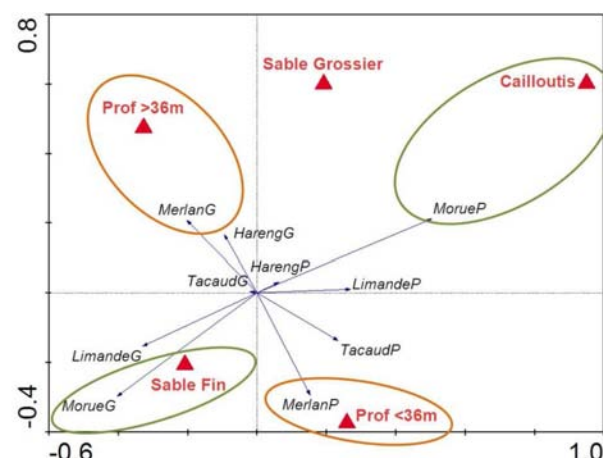 0.8
Sable Grossier
Cailloutis
Prof >36m
MerlanG
MorueP
HarengG
HarengP
TacaudG
LimandeP
TacaudP
LimandeG
Sable Fin
MorueG
MerlanP
Prof <36m
-0.4
-0.6
1.0